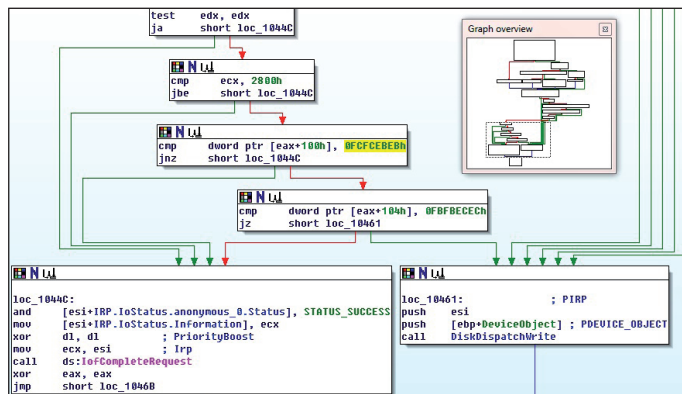 test    edx, edx
ja      short loc_1044C
Graph overview
cmp     ecx, 2800h
jbe     short loc_1044C
cmp     dword ptr [eax+100h], 0FCFCEBEBh
jnz     short loc_1044C
cmp     dword ptr [eax+104h], 0FBFBECECh
jz      short loc_10461
loc_1044C:
and     [esi+IRP.IoStatus.anonymous_0.Status], STATUS_SUCCESS
mov     [esi+IRP.IoStatus.Information], ecx
xor     dl, dl          ; PriorityBoost
mov     ecx, esi        ; Irp
call    ds:IofCompleteRequest
xor     eax, eax
jmp     short loc_1046B
loc_10461:              ; PIRP
push    esi
push    [ebp+DeviceObject] ; PDEVICE_OBJECT
call    DiskDispatchWrite